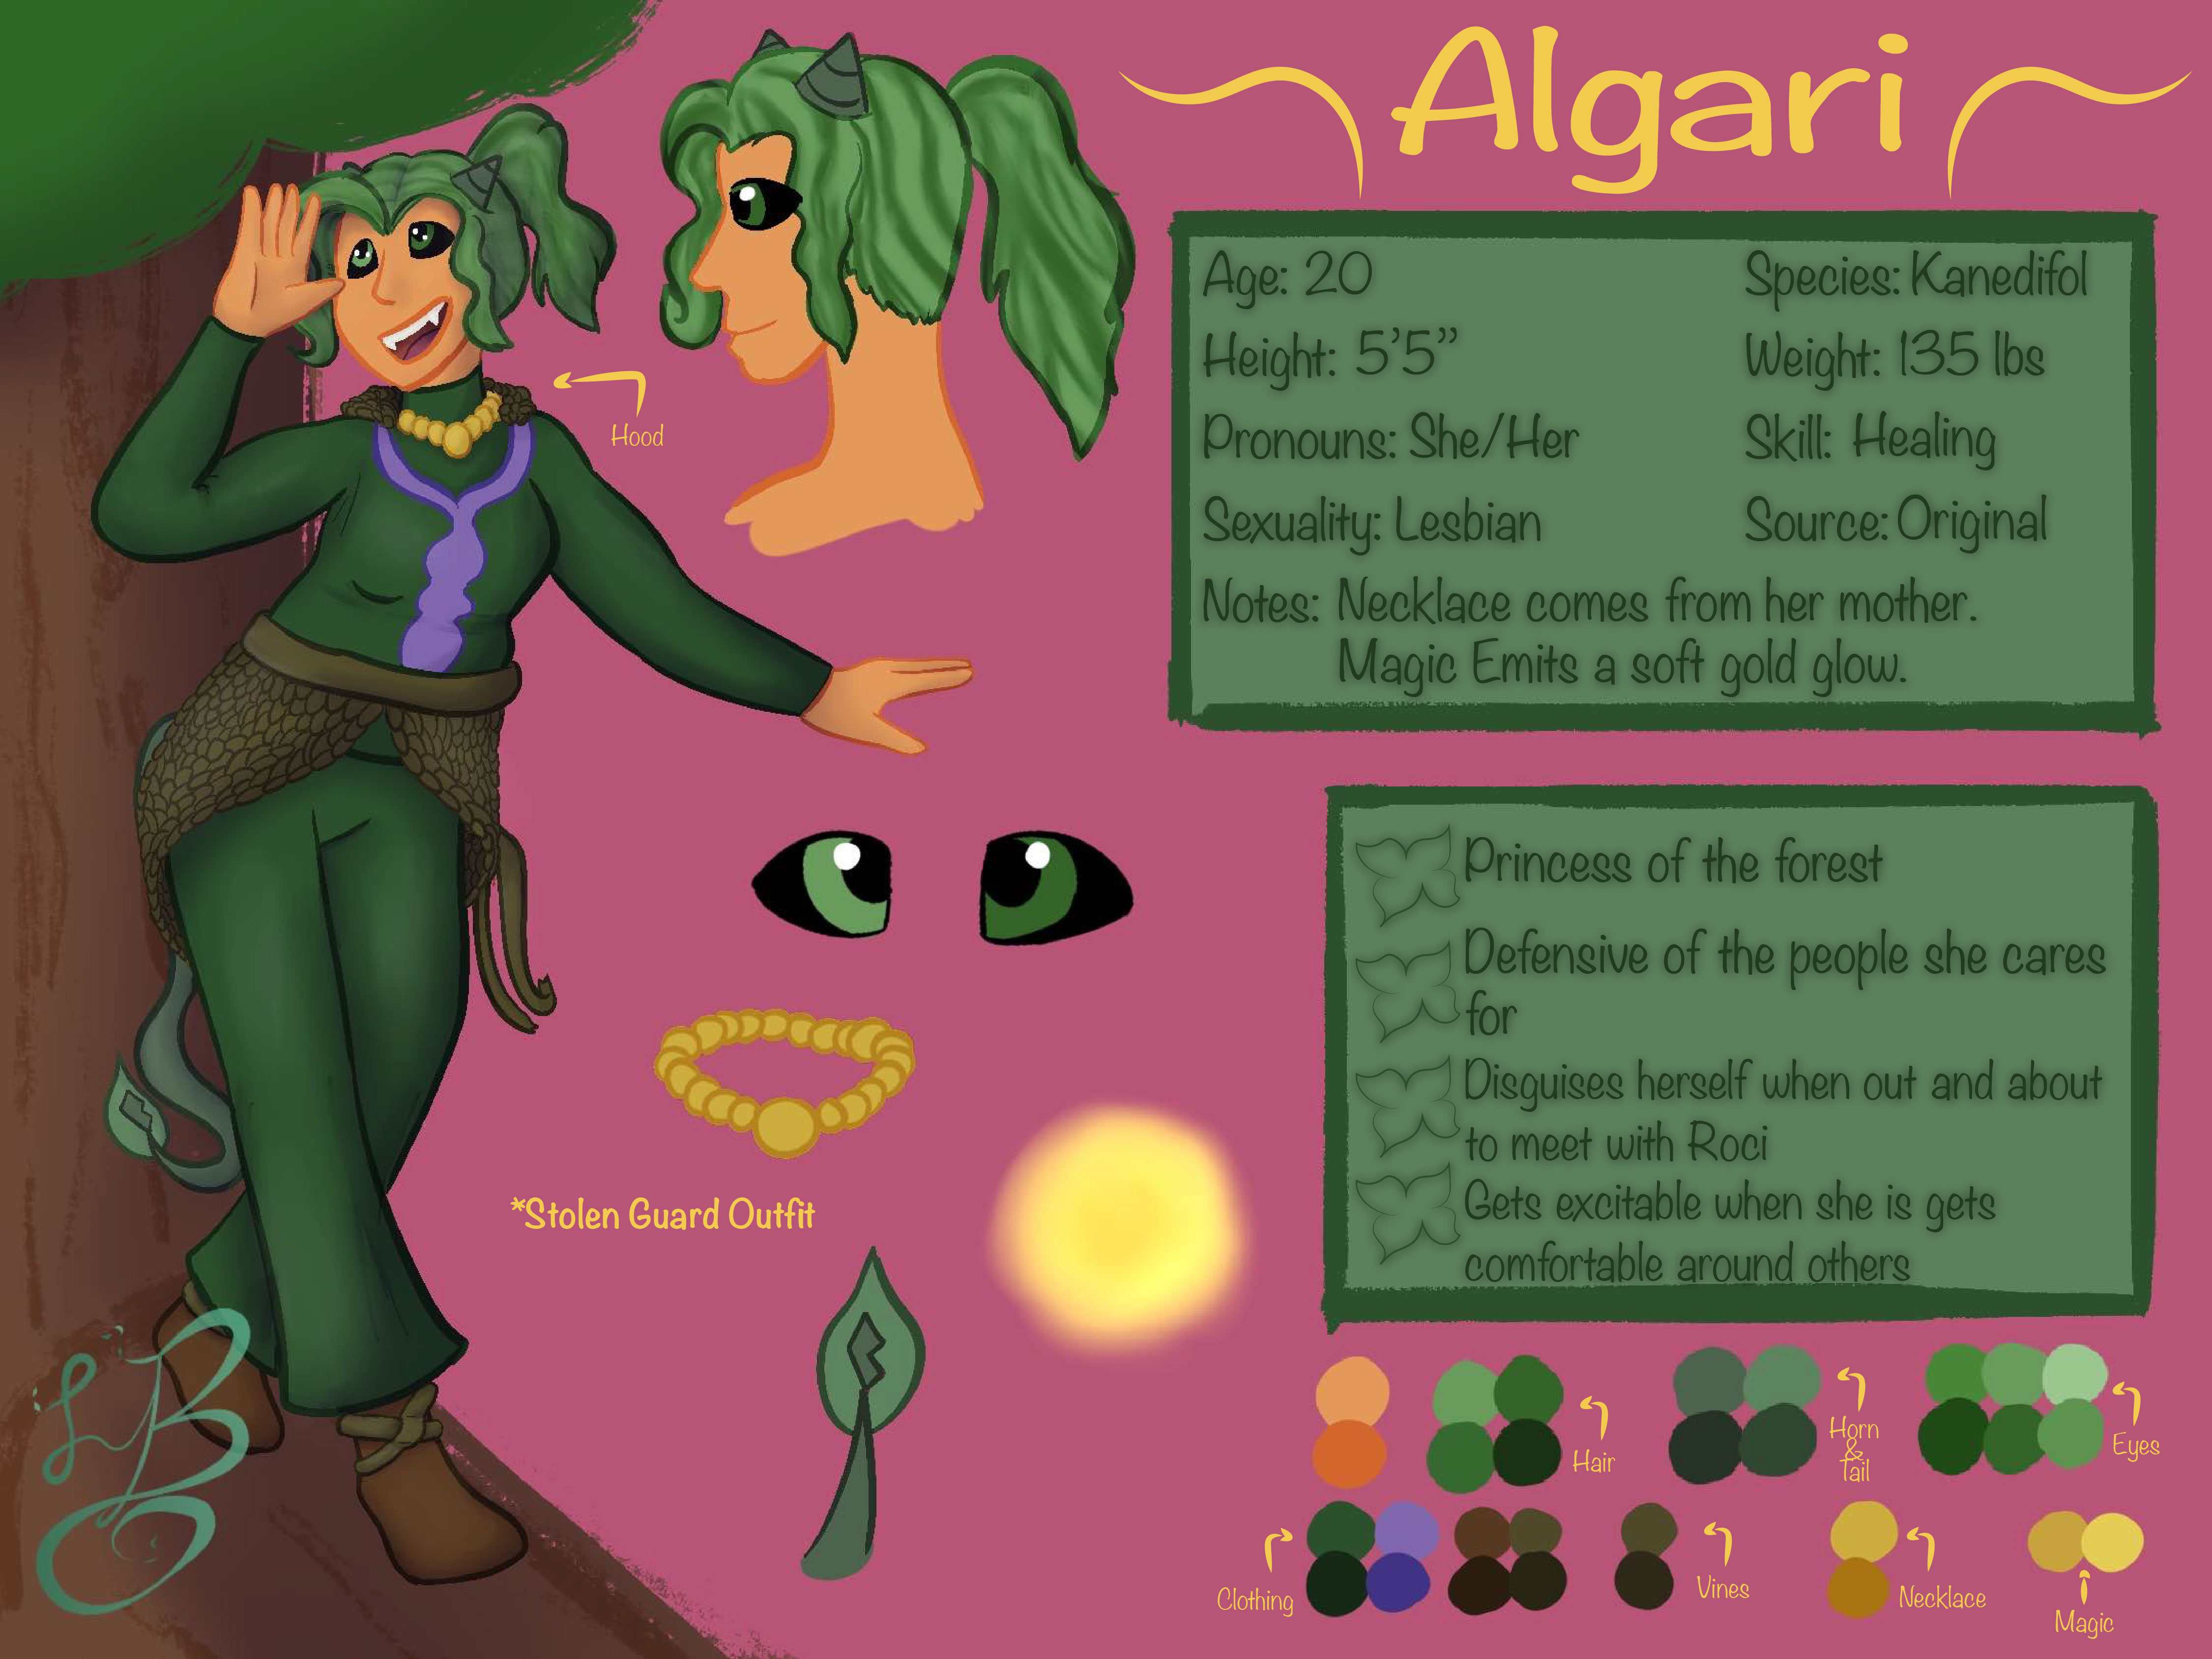 Algari
Age: 20
Species: Kanedifol
Height: 5'5”
Weight: 135 lbs
Pronouns: She/Her
Skill: Healing
Sexuality: Lesbian
Source: Original
Notes: Necklace comes from her mother.
Magic Emits a soft gold glow.
Hood
Princess of the forest
Defensive of the people she cares
for
Disguises herself when out and about
to meet with Roci
Gets excitable when she is gets
comfortable around others
*Stolen Guard Outfit
Hair
Horn
&
Tail
Eyes
Clothing
Vines
Necklace
Magic
LB